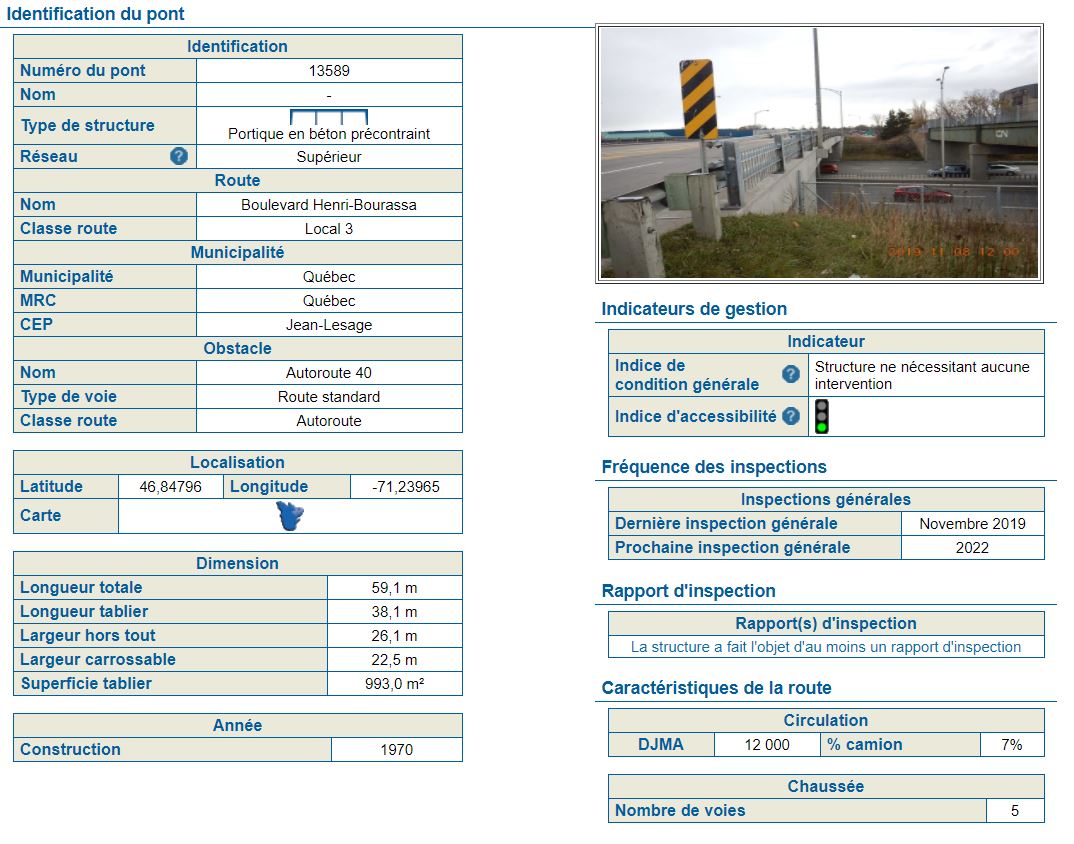 Identification du pont
Identification
Numéro du pont 13589
Nom -
Type de structure Portique en béton précontraint
Réseau ? Supérieur
Route
Nom Boulevard Henri-Bourassa
Classe route Local 3
Municipalité
Municipalité Québec
MRC Québec
CEP Jean-Lesage
Obstacle
Nom Autoroute 40
Type de voie Route standard
Classe route Autoroute
Localisation
Latitude 46,84796 Longitude -71,23965
Carte
Dimension
Longueur totale 59,1 m
Longueur tablier 38,1 m
Largeur hors tout 26,1 m
Largeur carrossable 22,5 m
Superficie tablier 993,0 m²
Année
Construction 1970
CN
2019 11 08 12 00
Indicateurs de gestion
Indicateur
Indice de
condition générale ? Structure ne nécessitant aucune
intervention
Indice d'accessibilité ?
Fréquence des inspections
Inspections générales
Dernière inspection générale Novembre 2019
Prochaine inspection générale 2022
Rapport d'inspection
Rapport(s) d'inspection
La structure a fait l'objet d'au moins un rapport d'inspection
Caractéristiques de la route
Circulation
DJMA 12 000 % camion 7%
Chaussée
Nombre de voies 5